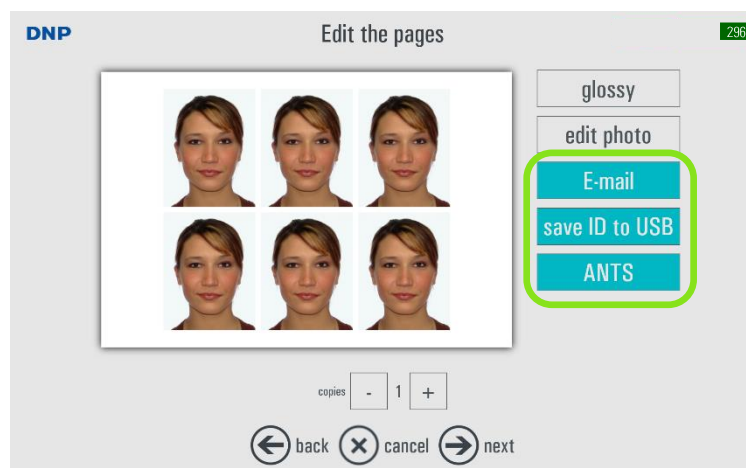 DNP
Edit the pages
296
glossy
edit photo
E-mail
save ID to USB
ANTS
copies - 1 +
back cancel next